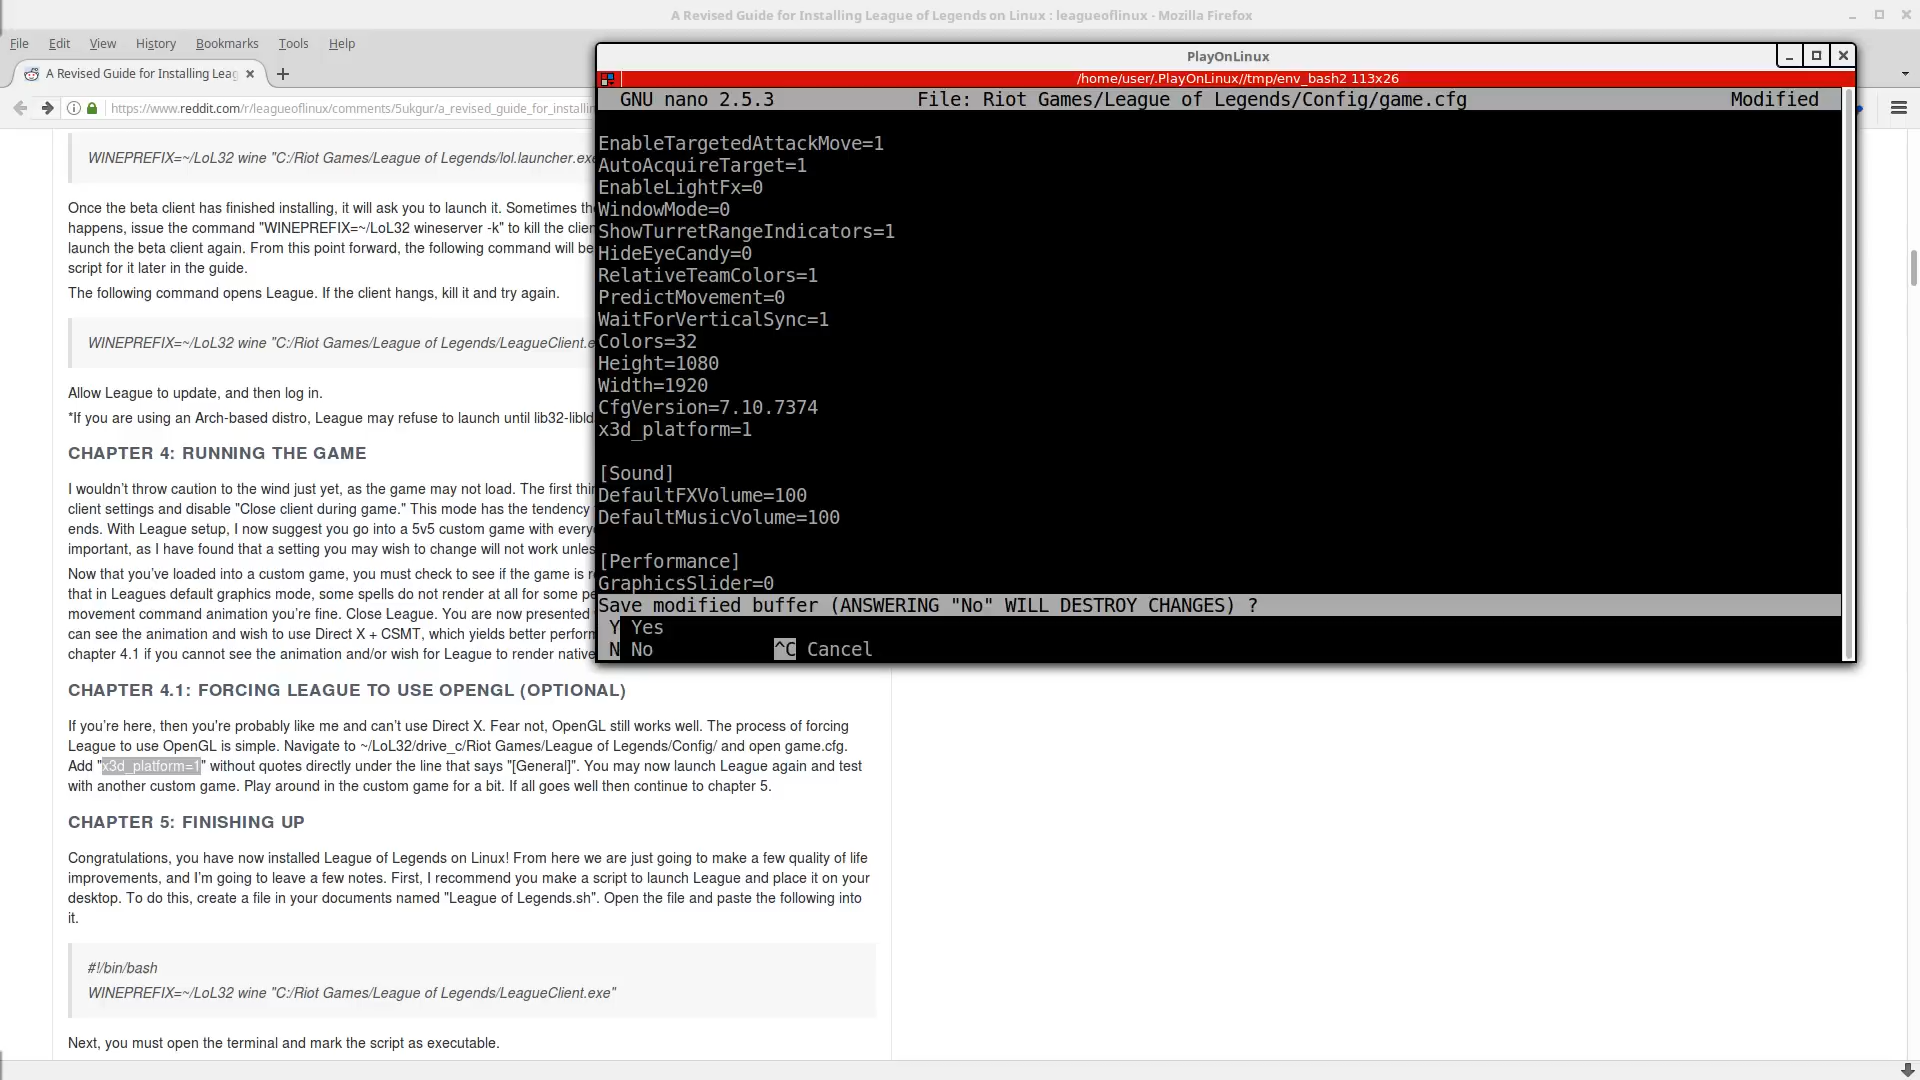 A Revised Guide for Installing League of Legends on Linux : leagueoflinux - Mozilla Firefox
File Edit View History Bookmarks Tools Help
A Revised Guide for Installing Leag
https://www.reddit.com/r/leagueoflinux/comments/5ukgur/a_revised_guide_for_installin
WINEPREFIX=~/LoL32 wine "C:/Riot Games/League of Legends/lol.launcher.exe
Once the beta client has finished installing, it will ask you to launch it. Sometimes th
happens, issue the command "WINEPREFIX=~/LoL32 wineserver -k" to kill the clien
launch the beta client again. From this point forward, the following command will be
script for it later in the guide.
The following command opens League. If the client hangs, kill it and try again.
WINEPREFIX=~/LoL32 wine "C:/Riot Games/League of Legends/LeagueClient.e
Allow League to update, and then log in.
*If you are using an Arch-based distro, League may refuse to launch until lib32-libld
CHAPTER 4: RUNNING THE GAME
I wouldn't throw caution to the wind just yet, as the game may not load. The first thin
client settings and disable "Close client during game." This mode has the tendency
ends. With League setup, I now suggest you go into a 5v5 custom game with every
important, as I have found that a setting you may wish to change will not work unles
Now that you've loaded into a custom game, you must check to see if the game is r
that in Leagues default graphics mode, some spells do not render at all for some pe
movement command animation you're fine. Close League. You are now presented
can see the animation and wish to use Direct X + CSMT, which yields better perform
chapter 4.1 if you cannot see the animation and/or wish for League to render native
CHAPTER 4.1: FORCING LEAGUE TO USE OPENGL (OPTIONAL)
If you're here, then you're probably like me and can't use Direct X. Fear not, OpenGL still works well. The process of forcing
League to use OpenGL is simple. Navigate to ~/LoL32/drive_c/Riot Games/League of Legends/Config/ and open game.cfg.
Add "x3d_platform=1" without quotes directly under the line that says "[General]". You may now launch League again and test
with another custom game. Play around in the custom game for a bit. If all goes well then continue to chapter 5.
CHAPTER 5: FINISHING UP
Congratulations, you have now installed League of Legends on Linux! From here we are just going to make a few quality of life
improvements, and I'm going to leave a few notes. First, I recommend you make a script to launch League and place it on your
desktop. To do this, create a file in your documents named "League of Legends.sh". Open the file and paste the following into
it.
#!/bin/bash
WINEPREFIX=~/LoL32 wine "C:/Riot Games/League of Legends/LeagueClient.exe"
Next, you must open the terminal and mark the script as executable.
PlayOnLinux
/home/user/.PlayOnLinux//tmp/env_bash2 113x26
GNU nano 2.5.3 File: Riot Games/League of Legends/Config/game.cfg Modified
EnableTargetedAttackMove=1
AutoAcquireTarget=1
EnableLightFx=0
WindowMode=0
ShowTurretRangeIndicators=1
HideEyeCandy=0
RelativeTeamColors=1
PredictMovement=0
WaitForVerticalSync=1
Colors=32
Height=1080
Width=1920
CfgVersion=7.10.7374
x3d_platform=1
[Sound]
DefaultFXVolume=100
DefaultMusicVolume=100
[Performance]
GraphicsSlider=0
Save modified buffer (ANSWERING "No" WILL DESTROY CHANGES) ?
Y Yes
N No ^C Cancel